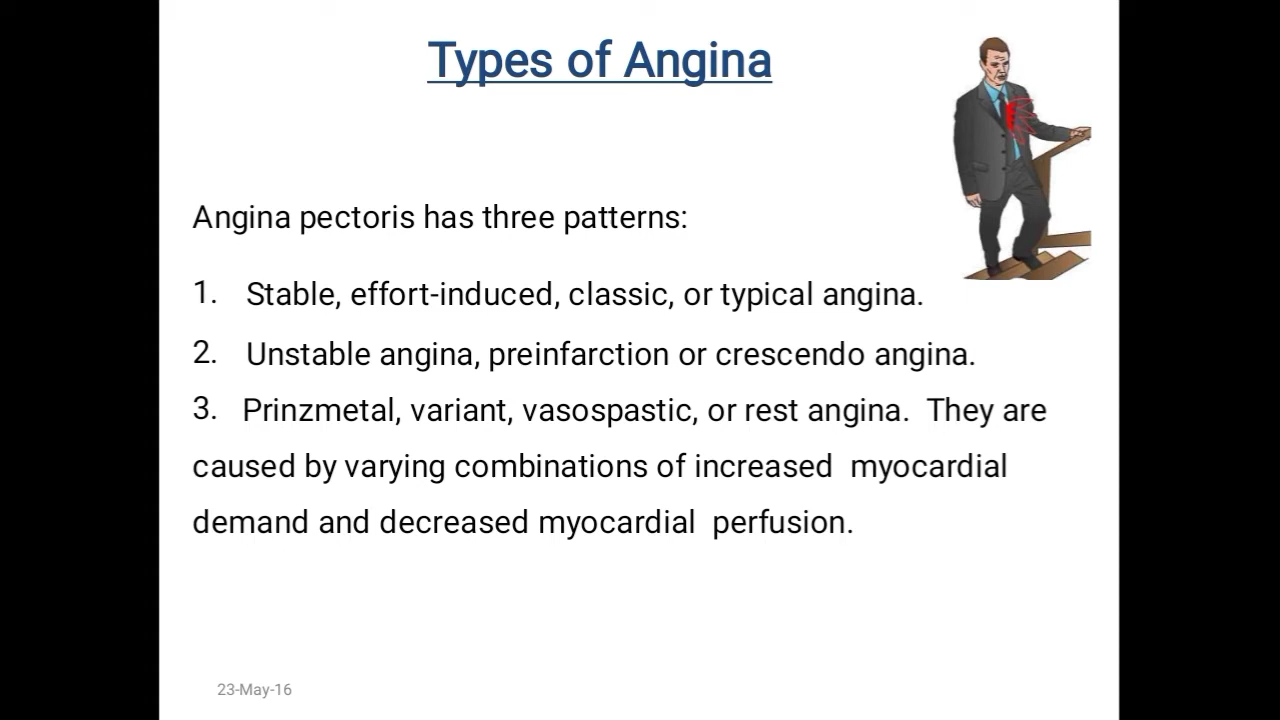 Types of Angina
Angina pectoris has three patterns:
1. Stable, effort-induced, classic, or typical angina.
2. Unstable angina, preinfarction or crescendo angina.
3. Prinzmetal, variant, vasospastic, or rest angina. They are
caused by varying combinations of increased myocardial
demand and decreased myocardial perfusion.
23-May-16